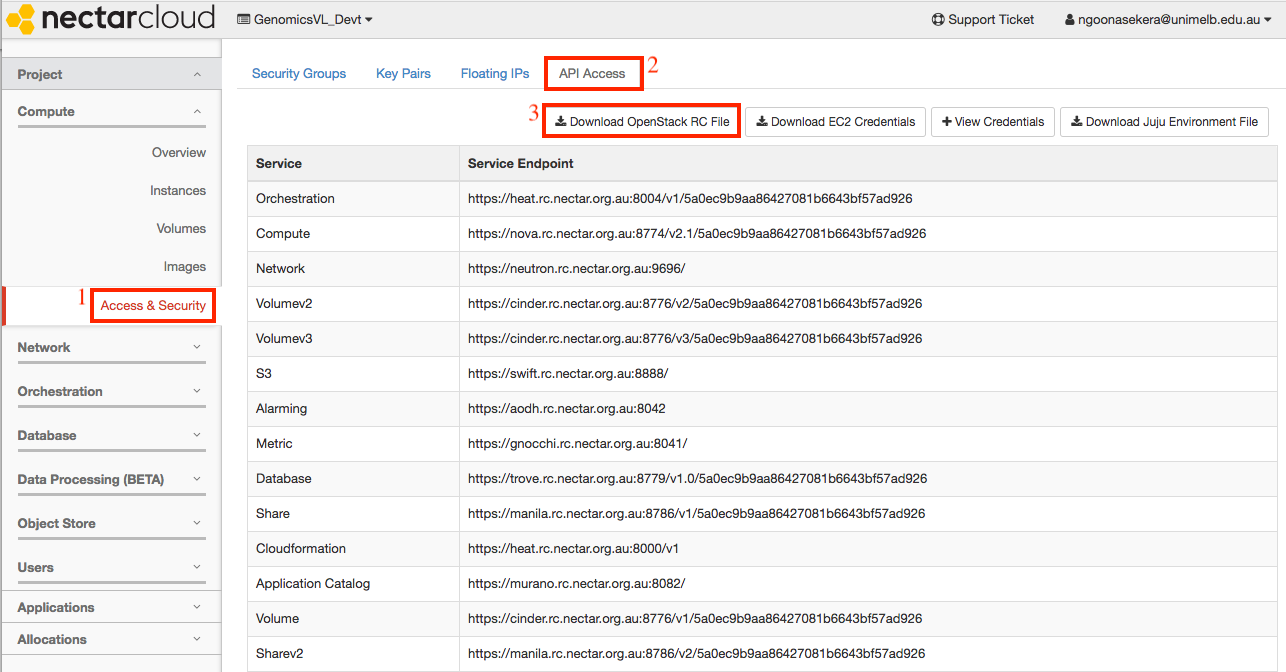 nectarcloud GenomicsVL_Devt Support Ticket ngoonasekera@unimelb.edu.au
Project
Compute
Overview
Instances
Volumes
Images
1 Access & Security
Network
Orchestration
Database
Data Processing (BETA)
Object Store
Users
Applications
Allocations
Security Groups Key Pairs Floating IPs API Access 2
3 Download OpenStack RC File Download EC2 Credentials View Credentials Download Juju Environment File
Service Service Endpoint
Orchestration https://heat.rc.nectar.org.au:8004/v1/5a0ec9b9aa86427081b6643bf57ad926
Compute https://nova.rc.nectar.org.au:8774/v2.1/5a0ec9b9aa86427081b6643bf57ad926
Network https://neutron.rc.nectar.org.au:9696/
Volumev2 https://cinder.rc.nectar.org.au:8776/v2/5a0ec9b9aa86427081b6643bf57ad926
Volumev3 https://cinder.rc.nectar.org.au:8776/v3/5a0ec9b9aa86427081b6643bf57ad926
S3 https://swift.rc.nectar.org.au:8888/
Alarming https://aodh.rc.nectar.org.au:8042
Metric https://gnocchi.rc.nectar.org.au:8041/
Database https://trove.rc.nectar.org.au:8779/v1.0/5a0ec9b9aa86427081b6643bf57ad926
Share https://manila.rc.nectar.org.au:8786/v1/5a0ec9b9aa86427081b6643bf57ad926
Cloudformation https://heat.rc.nectar.org.au:8000/v1
Application Catalog https://murano.rc.nectar.org.au:8082/
Volume https://cinder.rc.nectar.org.au:8776/v1/5a0ec9b9aa86427081b6643bf57ad926
Sharev2 https://manila.rc.nectar.org.au:8786/v2/5a0ec9b9aa86427081b6643bf57ad926